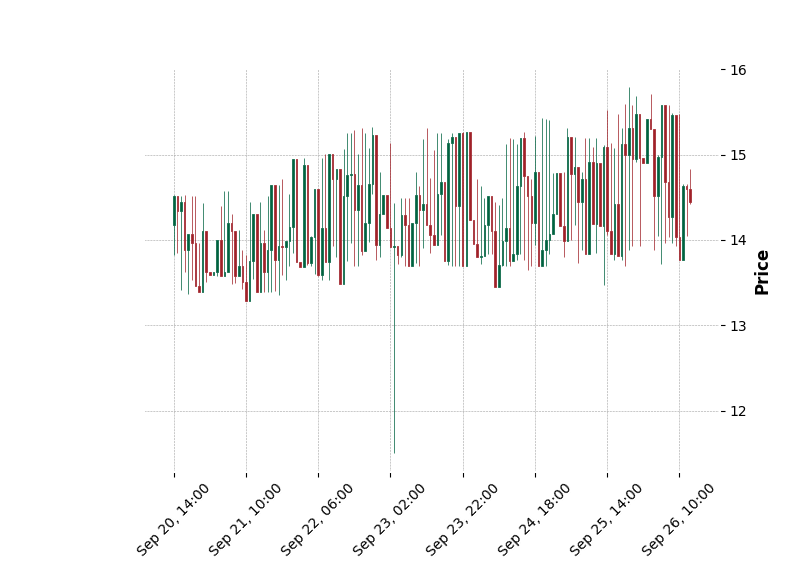 16
15
14
13
12
Price
Sep 20, 14:00
Sep 21, 10:00
Sep 22, 06:00
Sep 23, 02:00
Sep 23, 22:00
Sep 24, 18:00
Sep 25, 14:00
Sep 26, 10:00